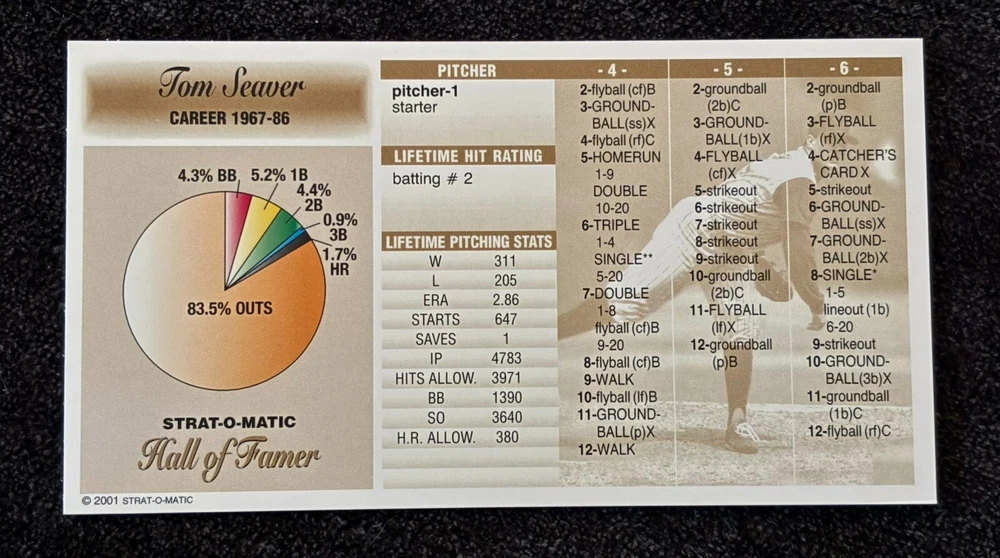 Tom Seaver
CAREER 1967-86
4.3% BB
5.2% 1B
4.4%
2B
0.9%
3B
1.7%
HR
83.5% OUTS
STRAT-O-MATIC
Hall of Famer
© 2001 STRAT-O-MATIC
PITCHER
pitcher-1
starter
LIFETIME HIT RATING
batting # 2
LIFETIME PITCHING STATS
W 311
L 205
ERA 2.86
STARTS 647
SAVES 1
IP 4783
HITS ALLOW. 3971
BB 1390
SO 3640
H.R. ALLOW. 380
- 4 -
2-flyball (cf)B
3-GROUND-
BALL(ss)X
4-flyball (rf)C
5-HOMERUN
1-9
DOUBLE
10-20
6-TRIPLE
1-4
SINGLE**
5-20
7-DOUBLE
1-8
flyball (cf)B
9-20
8-flyball (cf)B
9-WALK
10-flyball (lf)B
11-GROUND-
BALL(p)X
12-WALK
- 5 -
2-groundball
(2b)C
3-GROUND-
BALL(1b)X
4-FLYBALL
(cf)X
5-strikeout
6-strikeout
7-strikeout
8-strikeout
9-strikeout
10-groundball
(2b)C
11-FLYBALL
(lf)X
12-groundball
(p)B
- 6 -
2-groundball
(p)B
3-FLYBALL
(rf)X
4-CATCHER'S
CARD X
5-strikeout
6-GROUND-
BALL(ss)X
7-GROUND-
BALL(2b)X
8-SINGLE*
1-5
lineout (1b)
6-20
9-strikeout
10-GROUND-
BALL(3b)X
11-groundball
(1b)C
12-flyball (rf)C